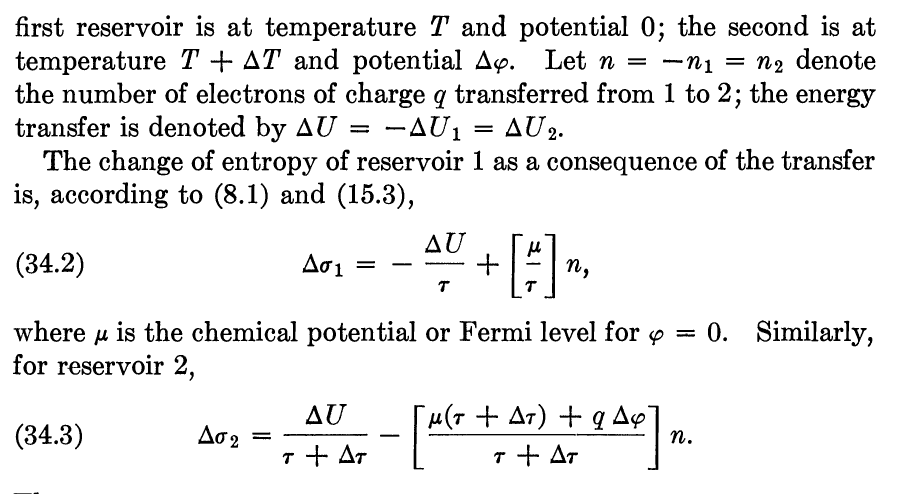 first reservoir is at temperature T and potential 0; the second is at
temperature T + ΔT and potential Δφ. Let n = −n₁ = n₂ denote
the number of electrons of charge q transferred from 1 to 2; the energy
transfer is denoted by ΔU = −ΔU₁ = ΔU₂.
The change of entropy of reservoir 1 as a consequence of the transfer
is, according to (8.1) and (15.3),
(34.2) Δσ₁ = − ΔU/τ + [μ/τ] n,
where μ is the chemical potential or Fermi level for φ = 0. Similarly,
for reservoir 2,
(34.3) Δσ₂ = ΔU/(τ + Δτ) − [(μ(τ + Δτ) + q Δφ)/(τ + Δτ)] n.